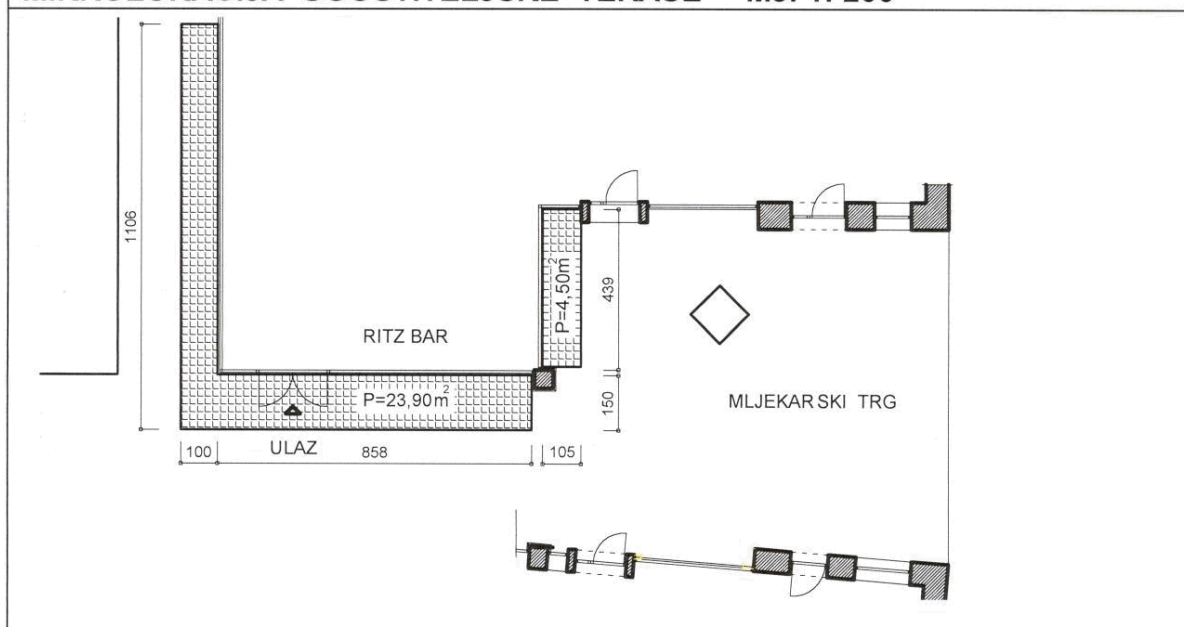 1106
RITZ BAR
P=4,50m²
439
P=23,90m²
150
MLJEKARSKI TRG
100
ULAZ
858
105